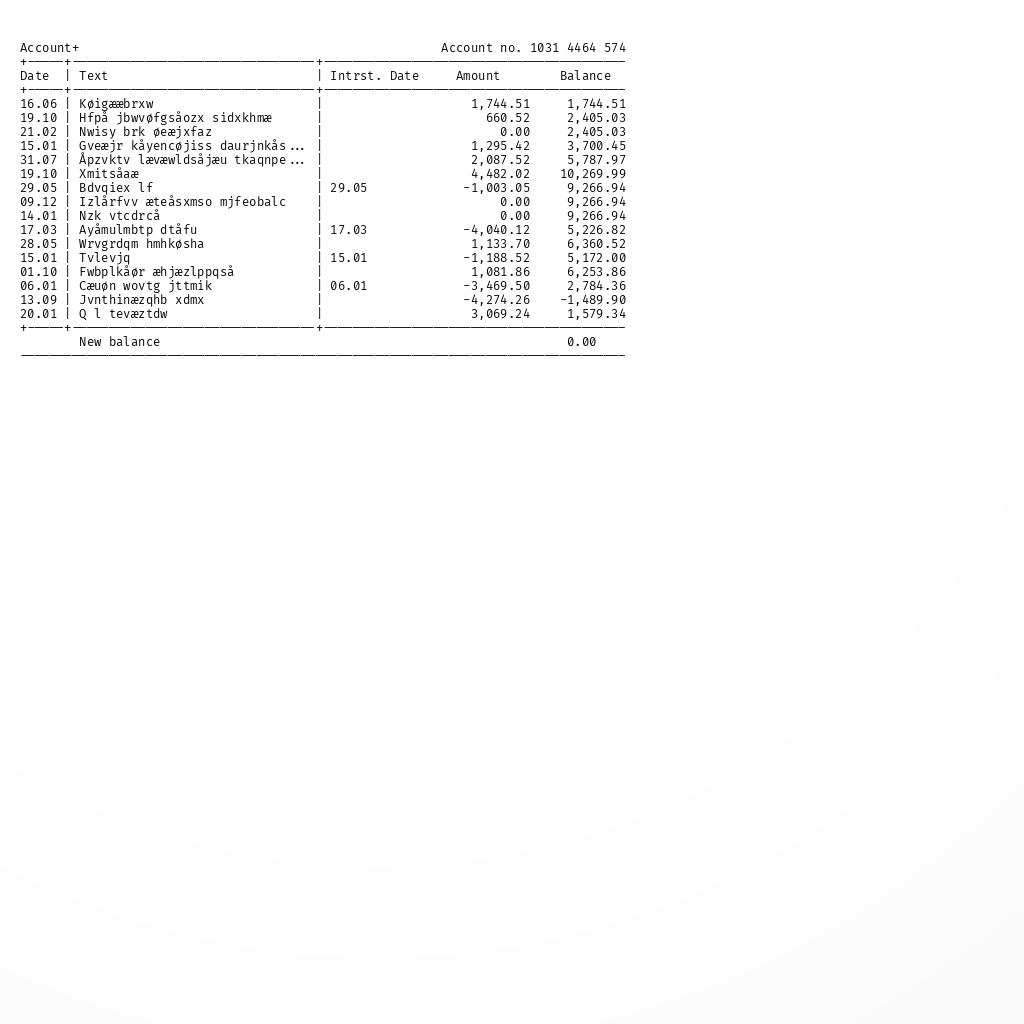 Account+ Account no. 1031 4464 574
+-----+---------------------------------+-----------------------------------------
Date | Text | Intrst. Date Amount Balance
+-----+---------------------------------+-----------------------------------------
16.06 | Køigææbrxw | 1,744.51 1,744.51
19.10 | Hfpå jbwvøfgsåozx sidxkhmæ | 660.52 2,405.03
21.02 | Nwisy brk øeæjxfaz | 0.00 2,405.03
15.01 | Gveæjr kåyencøjiss daurjnkås... | 1,295.42 3,700.45
31.07 | Åpzvktv lævæwldsåjæu tkaqnpe... | 2,087.52 5,787.97
19.10 | Xmitsåaæ | 4,482.02 10,269.99
29.05 | Bdvqiex lf | 29.05 -1,003.05 9,266.94
09.12 | Izlårfvv æteåsxmso mjfeobalc | 0.00 9,266.94
14.01 | Nzk vtcdrcå | 0.00 9,266.94
17.03 | Ayåmulmbtp dtåfu | 17.03 -4,040.12 5,226.82
28.05 | Wrvgrdqm hmhkøsha | 1,133.70 6,360.52
15.01 | Tvlevjq | 15.01 -1,188.52 5,172.00
01.10 | Fwbplkåør æhjæzlppqså | 1,081.86 6,253.86
06.01 | Cæuøn wovtg jttmik | 06.01 -3,469.50 2,784.36
13.09 | Jvnthinæzqhb xdmx | -4,274.26 -1,489.90
20.01 | Q l tevæztdw | 3,069.24 1,579.34
+-----+---------------------------------+-----------------------------------------
New balance 0.00
----------------------------------------------------------------------------------